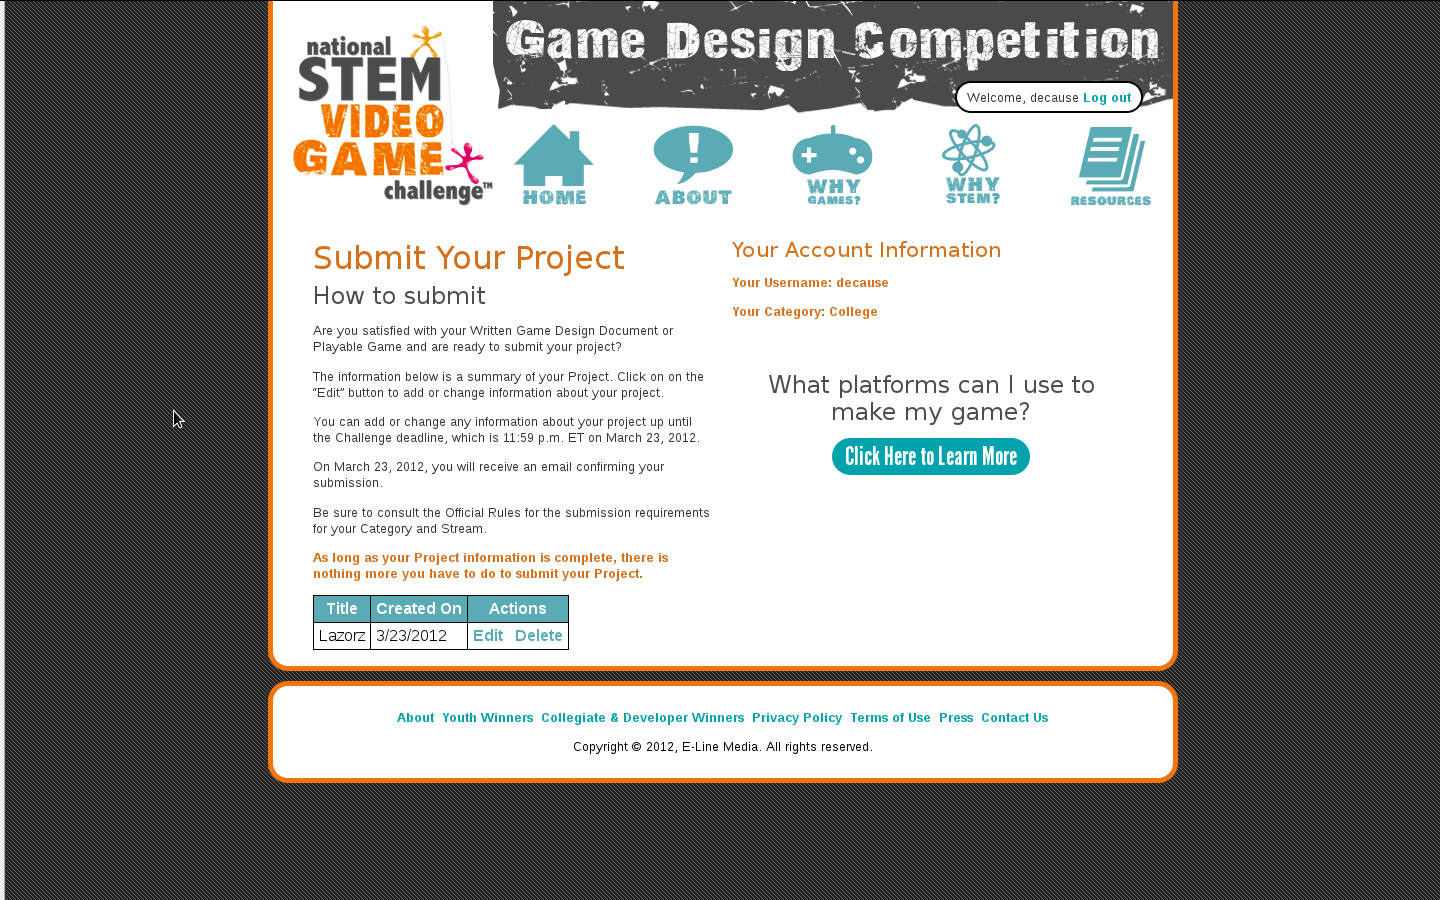 national
STEM
VIDEO
GAME
challenge™
Game Design Competition
Welcome, decause Log out
HOME
ABOUT
WHY
GAMES?
WHY
STEM?
RESOURCES
Submit Your Project
How to submit
Are you satisfied with your Written Game Design Document or
Playable Game and are ready to submit your project?
The information below is a summary of your Project. Click on on the
“Edit” button to add or change information about your project.
You can add or change any information about your project up until
the Challenge deadline, which is 11:59 p.m. ET on March 23, 2012.
On March 23, 2012, you will receive an email confirming your
submission.
Be sure to consult the Official Rules for the submission requirements
for your Category and Stream.
As long as your Project information is complete, there is
nothing more you have to do to submit your Project.
Title Created On Actions
Lazorz 3/23/2012 Edit Delete
Your Account Information
Your Username: decause
Your Category: College
What platforms can I use to
make my game?
Click Here to Learn More
About Youth Winners Collegiate & Developer Winners Privacy Policy Terms of Use Press Contact Us
Copyright © 2012, E-Line Media. All rights reserved.